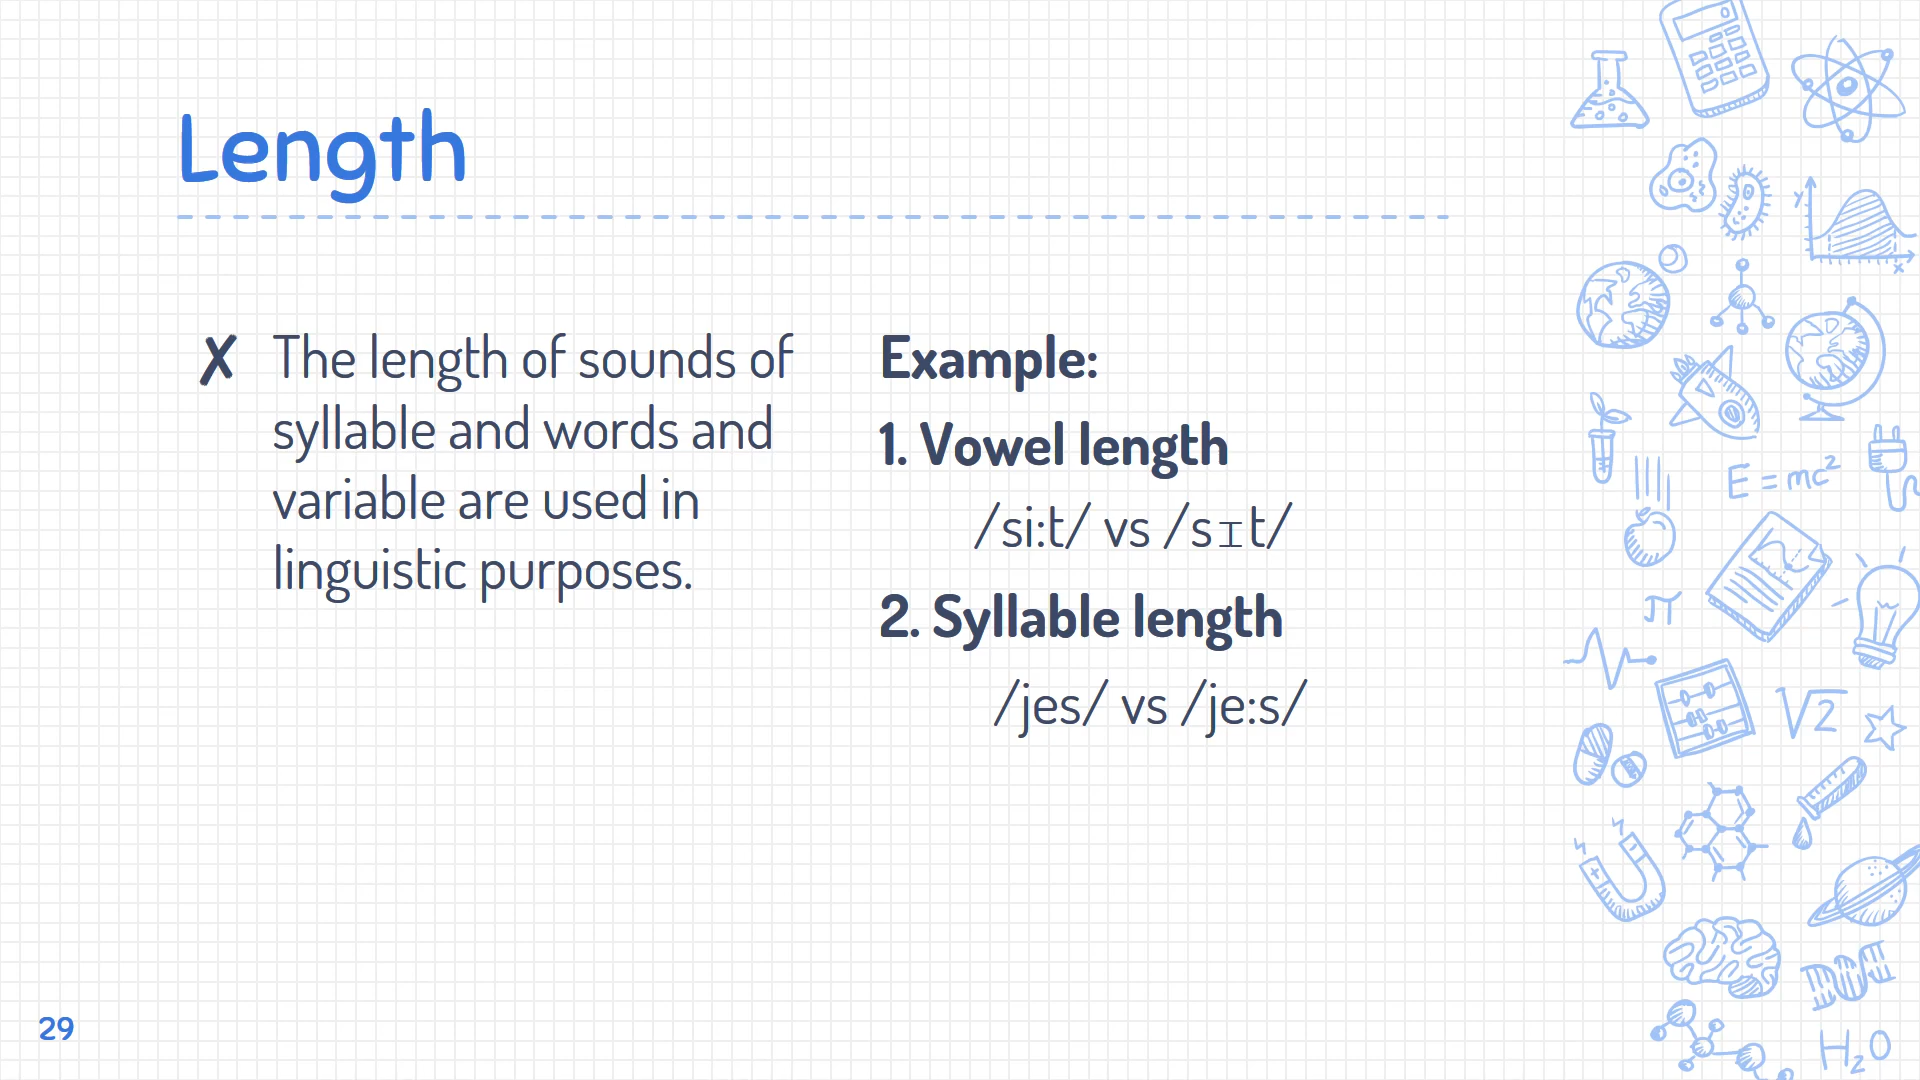 Length
✗ The length of sounds of
syllable and words and
variable are used in
linguistic purposes.
Example:
1. Vowel length
/si:t/ vs /sɪt/
2. Syllable length
/jes/ vs /je:s/
29
y
x
E = mc²
π
√2
+
-
H₂O